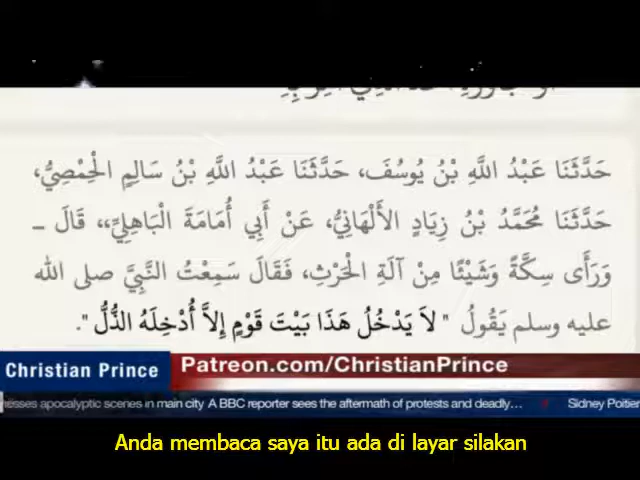 حَدَّثَنَا عَبْدُ اللَّهِ بْنُ يُوسُفَ، حَدَّثَنَا عَبْدُ اللَّهِ بْنُ سَالِمٍ الْحِمْصِيُّ،
حَدَّثَنَا مُحَمَّدُ بْنُ زِيَادٍ الأَلْهَانِيُّ، عَنْ أَبِي أُمَامَةَ الْبَاهِلِيِّ،، قَالَ ـ
وَرَأَى سِكَّةً وَشَيْئًا مِنْ آلَةِ الْحَرْثِ، فَقَالَ سَمِعْتُ النَّبِيَّ صلى الله
عليه وسلم يَقُولُ " لاَ يَدْخُلُ هَذَا بَيْتَ قَوْمٍ إِلاَّ أُدْخِلَهُ الذُّلُّ ".
Christian Prince
Patreon.com/ChristianPrince
nesses apocalyptic scenes in main city A BBC reporter sees the aftermath of protests and deadly… Sidney Poitier
Anda membaca saya itu ada di layar silakan